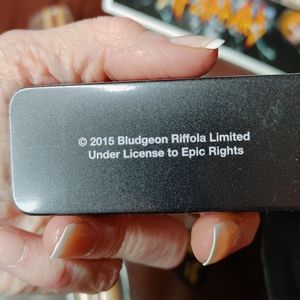 © 2015 Bludgeon Riffola Limited
Under License to Epic Rights